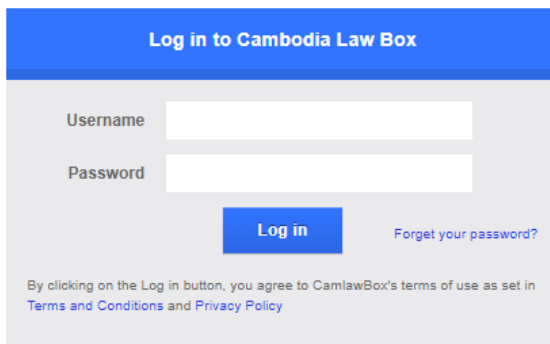 Log in to Cambodia Law Box
Username
Password
Log in
Forget your password?
By clicking on the Log in button, you agree to CamlawBox's terms of use as set in
Terms and Conditions and Privacy Policy